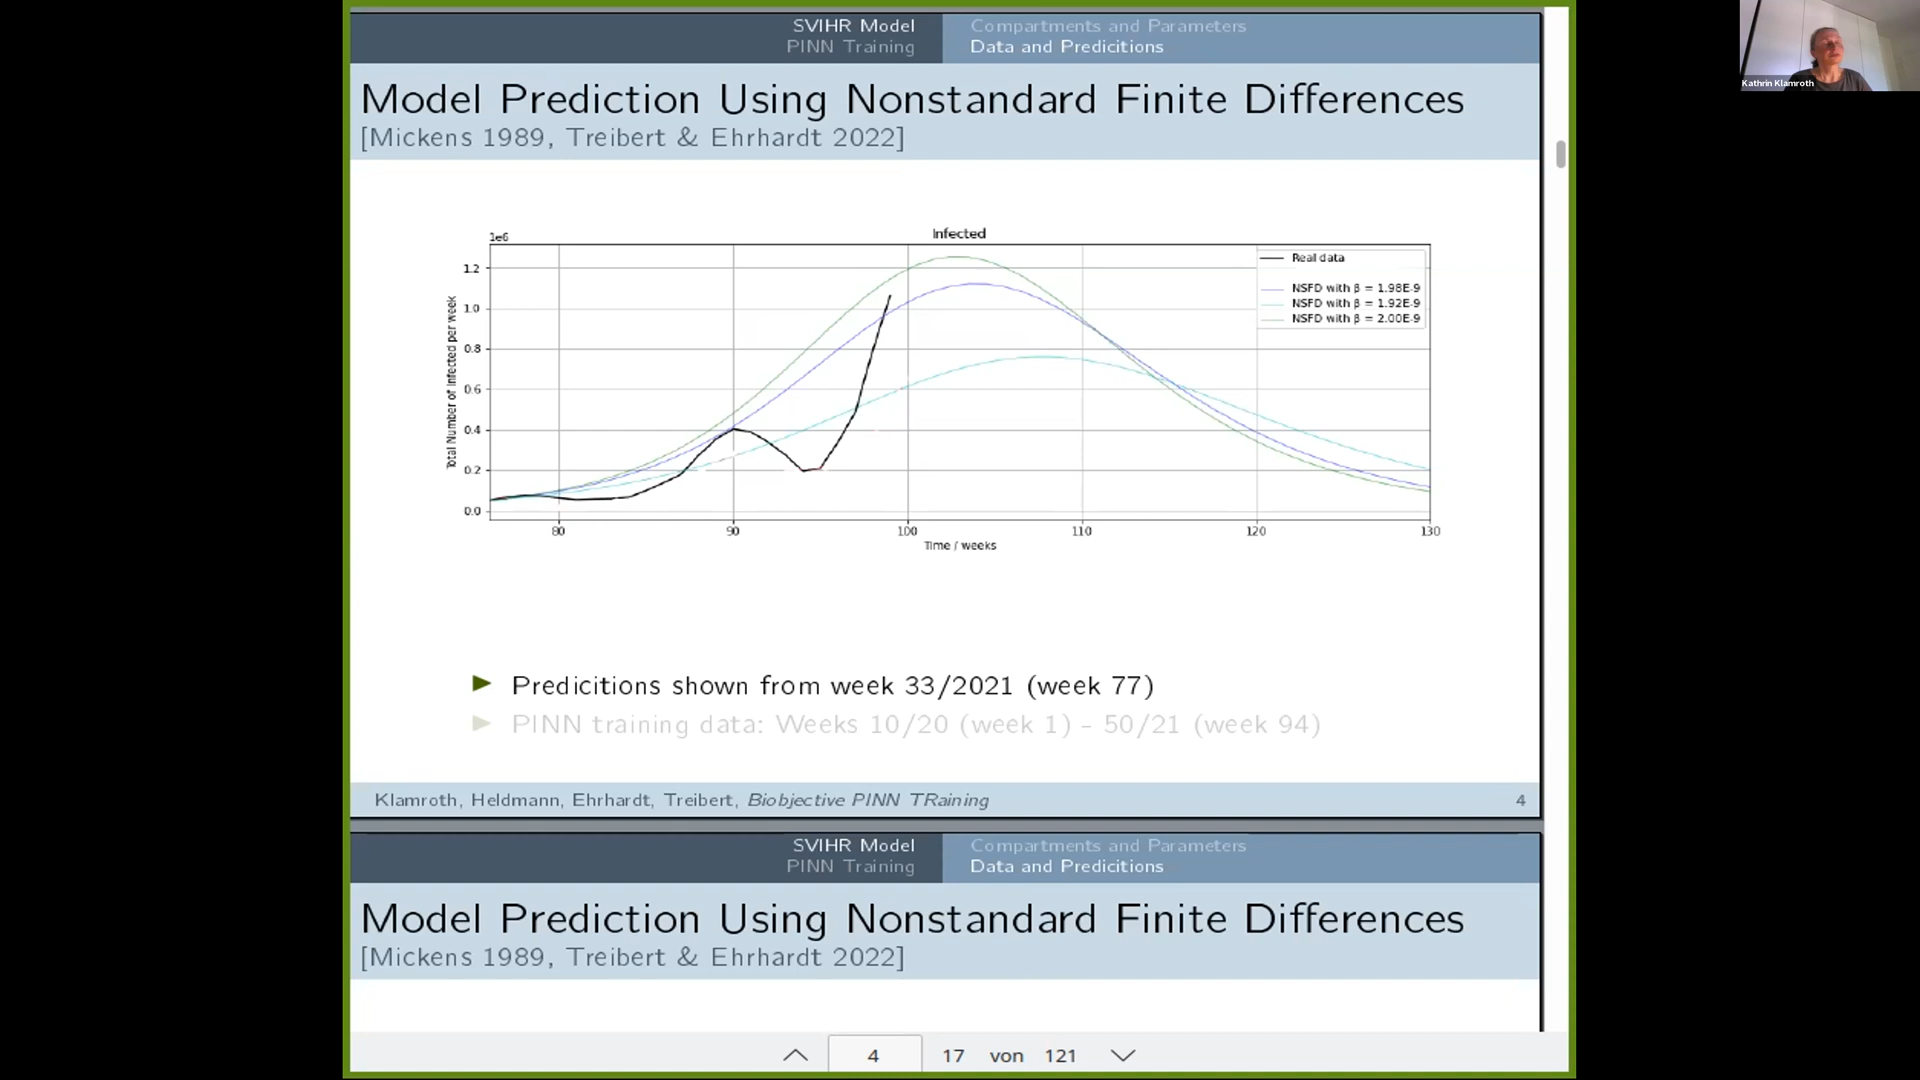 SVIHR Model
PINN Training
Compartments and Parameters
Data and Predicitions
Model Prediction Using Nonstandard Finite Differences
[Mickens 1989, Treibert & Ehrhardt 2022]
Infected
1e6
1.2
1.0
0.8
0.6
0.4
0.2
0.0
Total Number of Infected per week
80
90
100
110
120
130
Time / weeks
Real data
NSFD with β = 1.98E-9
NSFD with β = 1.92E-9
NSFD with β = 2.00E-9
Predicitions shown from week 33/2021 (week 77)
PINN training data: Weeks 10/20 (week 1) - 50/21 (week 94)
Klamroth, Heldmann, Ehrhardt, Treibert, Biobjective PINN TRaining
4
SVIHR Model
PINN Training
Compartments and Parameters
Data and Predicitions
Model Prediction Using Nonstandard Finite Differences
[Mickens 1989, Treibert & Ehrhardt 2022]
4 17 von 121
Kathrin Klamroth